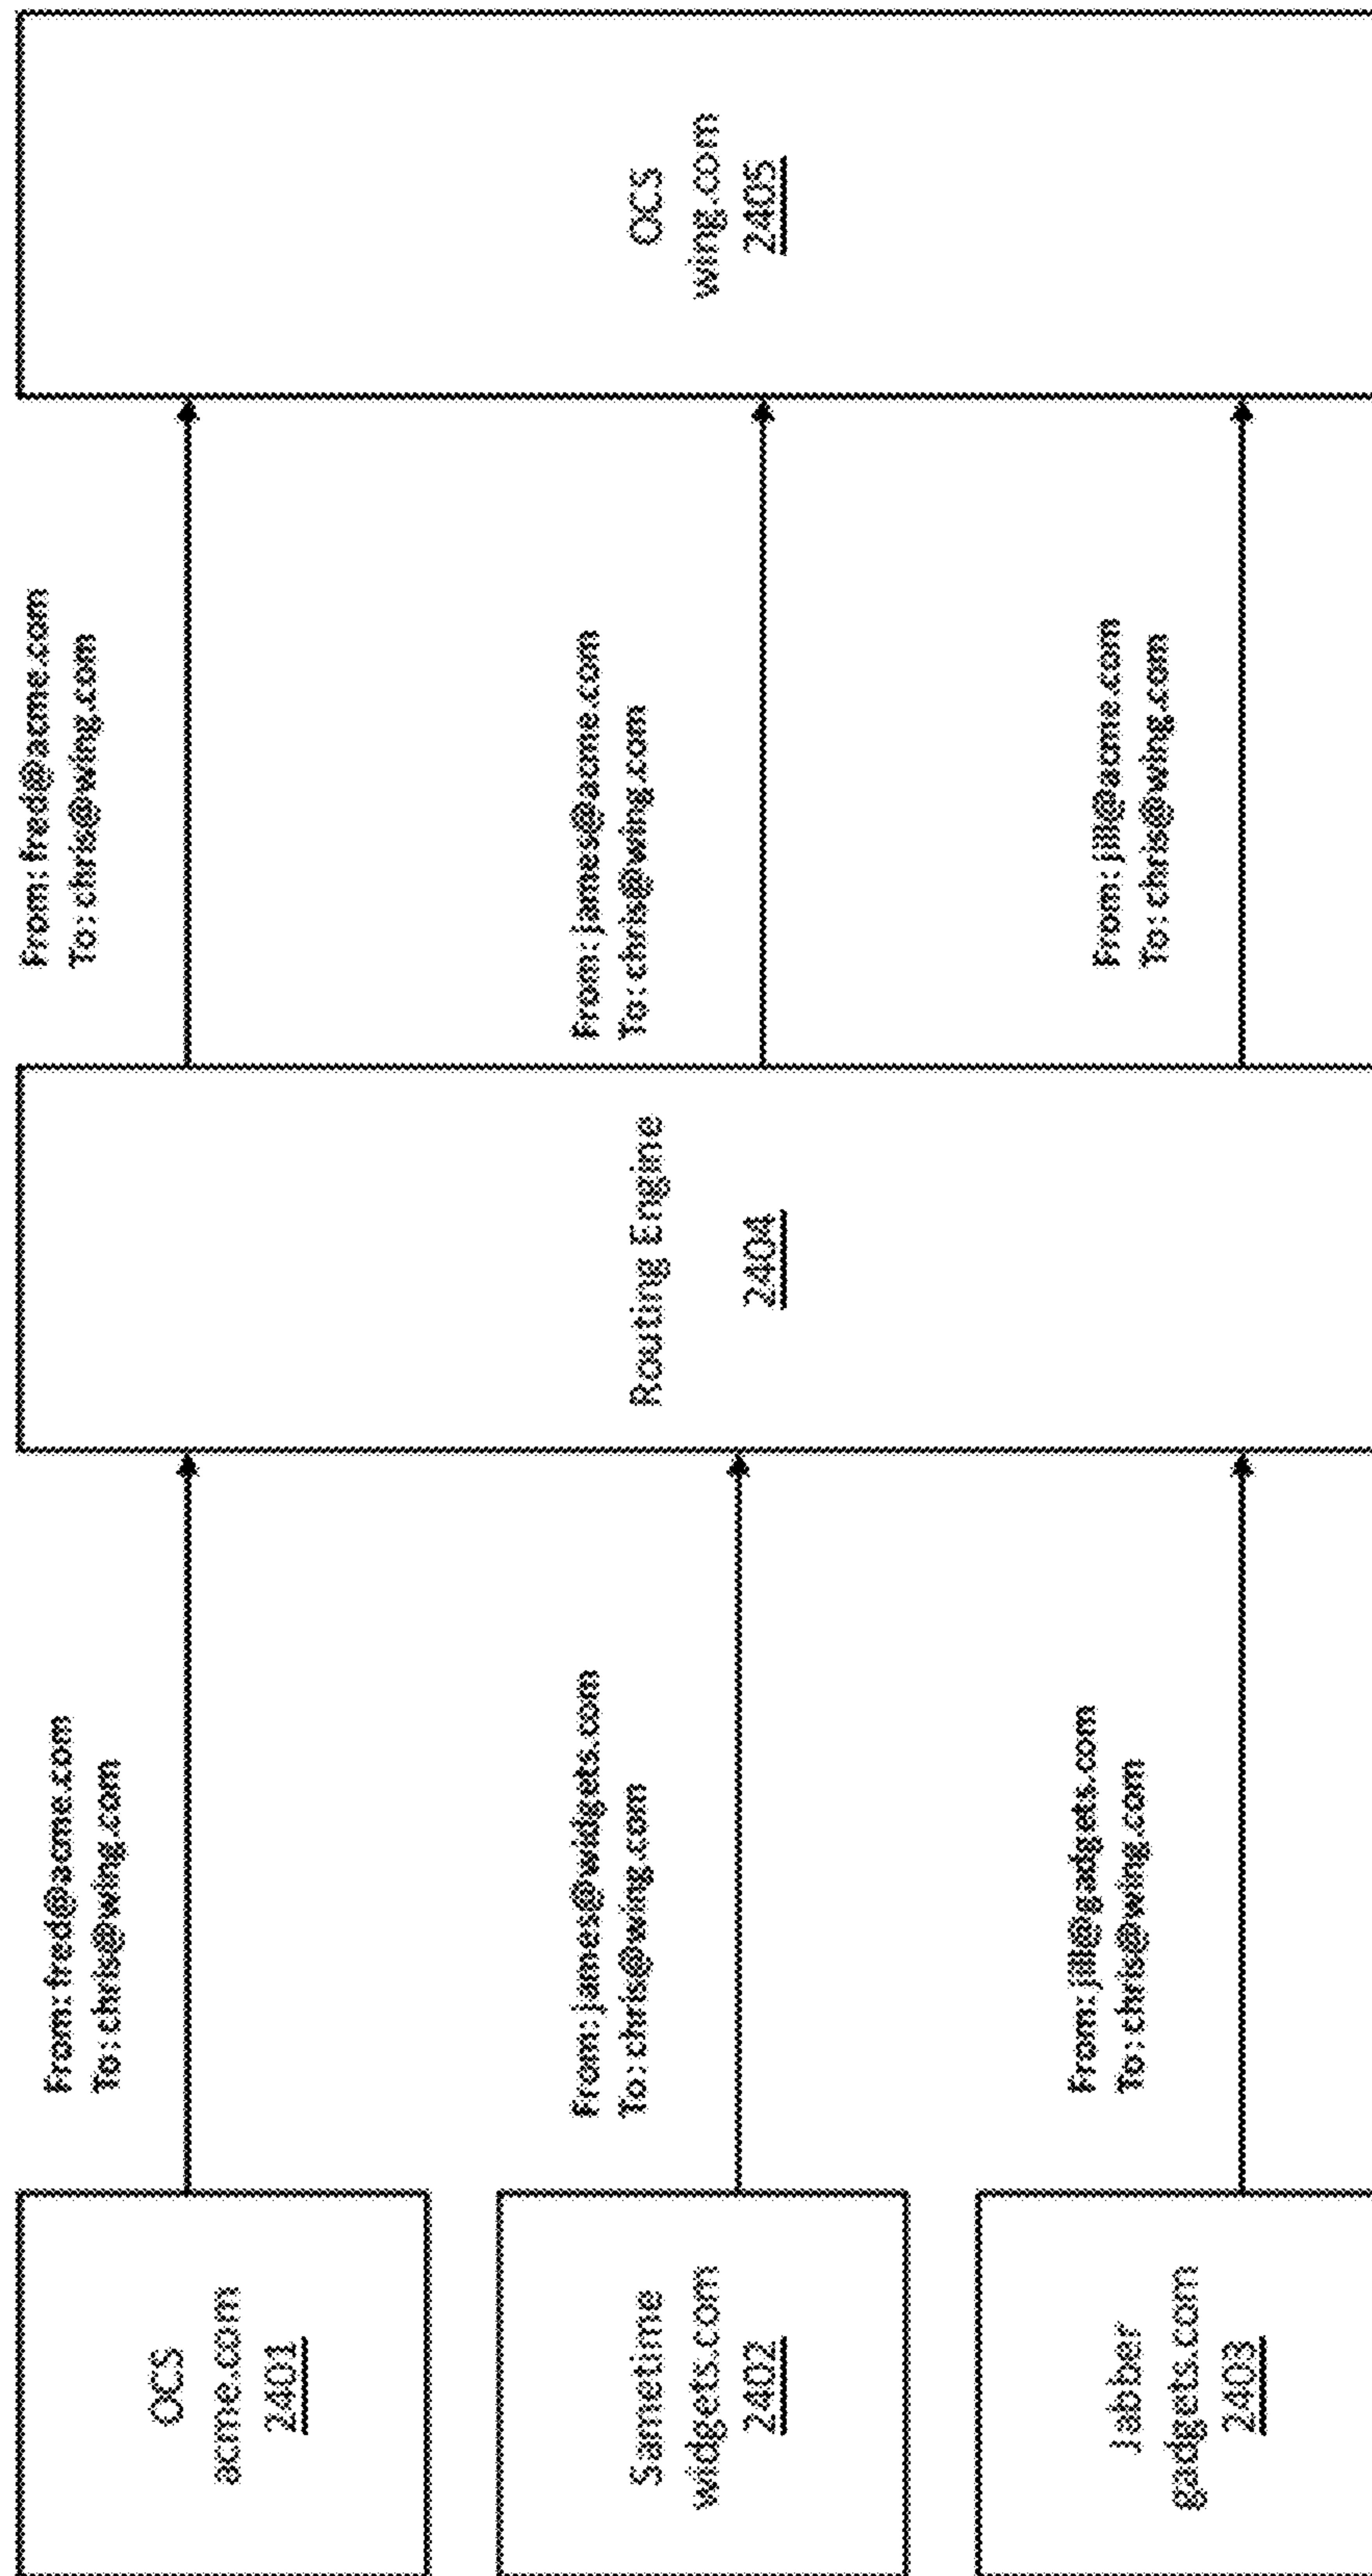 OCS
acme.com
2401
From: fred@acme.com
To: chris@wing.com
From: fred@acme.com
To: chris@wing.com
Sametime
widgets.com
2402
From: james@widgets.com
To: chris@wing.com
Routing Engine
2404
From: james@acme.com
To: chris@wing.com
OCS
wing.com
2405
Jabber
gadgets.com
2403
From: jill@gadgets.com
To: chris@wing.com
From: jill@acme.com
To: chris@wing.com